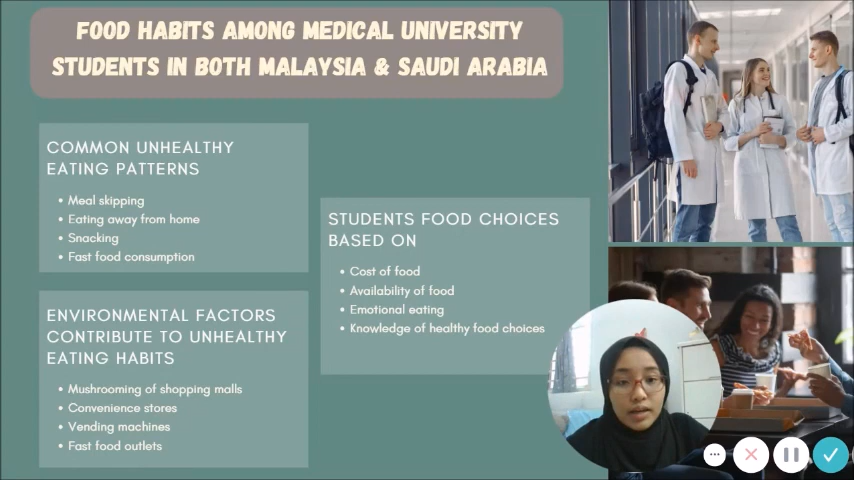 FOOD HABITS AMONG MEDICAL UNIVERSITY
STUDENTS IN BOTH MALAYSIA & SAUDI ARABIA
COMMON UNHEALTHY
EATING PATTERNS
• Meal skipping
• Eating away from home
• Snacking
• Fast food consumption
ENVIRONMENTAL FACTORS
CONTRIBUTE TO UNHEALTHY
EATING HABITS
• Mushrooming of shopping malls
• Convenience stores
• Vending machines
• Fast food outlets
STUDENTS FOOD CHOICES
BASED ON
• Cost of food
• Availability of food
• Emotional eating
• Knowledge of healthy food choices